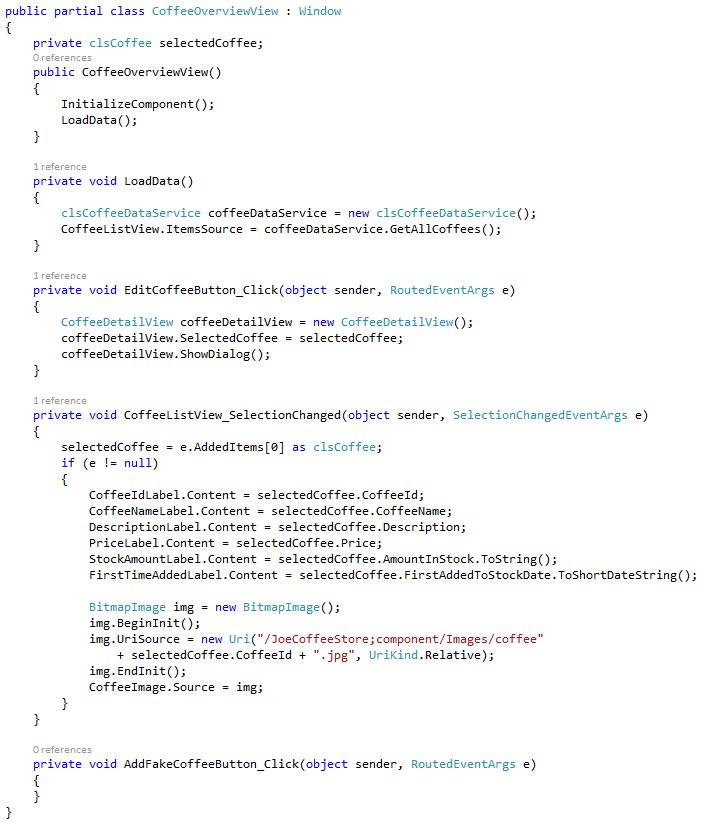 public partial class CoffeeOverviewView : Window
{
    private clsCoffee selectedCoffee;
    0 references
    public CoffeeOverviewView()
    {
        InitializeComponent();
        LoadData();
    }

    1 reference
    private void LoadData()
    {
        clsCoffeeDataService coffeeDataService = new clsCoffeeDataService();
        CoffeeListView.ItemsSource = coffeeDataService.GetAllCoffees();
    }

    1 reference
    private void EditCoffeeButton_Click(object sender, RoutedEventArgs e)
    {
        CoffeeDetailView coffeeDetailView = new CoffeeDetailView();
        coffeeDetailView.SelectedCoffee = selectedCoffee;
        coffeeDetailView.ShowDialog();
    }

    1 reference
    private void CoffeeListView_SelectionChanged(object sender, SelectionChangedEventArgs e)
    {
        selectedCoffee = e.AddedItems[0] as clsCoffee;
        if (e != null)
        {
            CoffeeIdLabel.Content = selectedCoffee.CoffeeId;
            CoffeeNameLabel.Content = selectedCoffee.CoffeeName;
            DescriptionLabel.Content = selectedCoffee.Description;
            PriceLabel.Content = selectedCoffee.Price;
            StockAmountLabel.Content = selectedCoffee.AmountInStock.ToString();
            FirstTimeAddedLabel.Content = selectedCoffee.FirstAddedToStockDate.ToShortDateString();

            BitmapImage img = new BitmapImage();
            img.BeginInit();
            img.UriSource = new Uri("/JoeCoffeeStore;component/Images/coffee"
                + selectedCoffee.CoffeeId + ".jpg", UriKind.Relative);
            img.EndInit();
            CoffeeImage.Source = img;
        }
    }

    0 references
    private void AddFakeCoffeeButton_Click(object sender, RoutedEventArgs e)
    {
    }
}